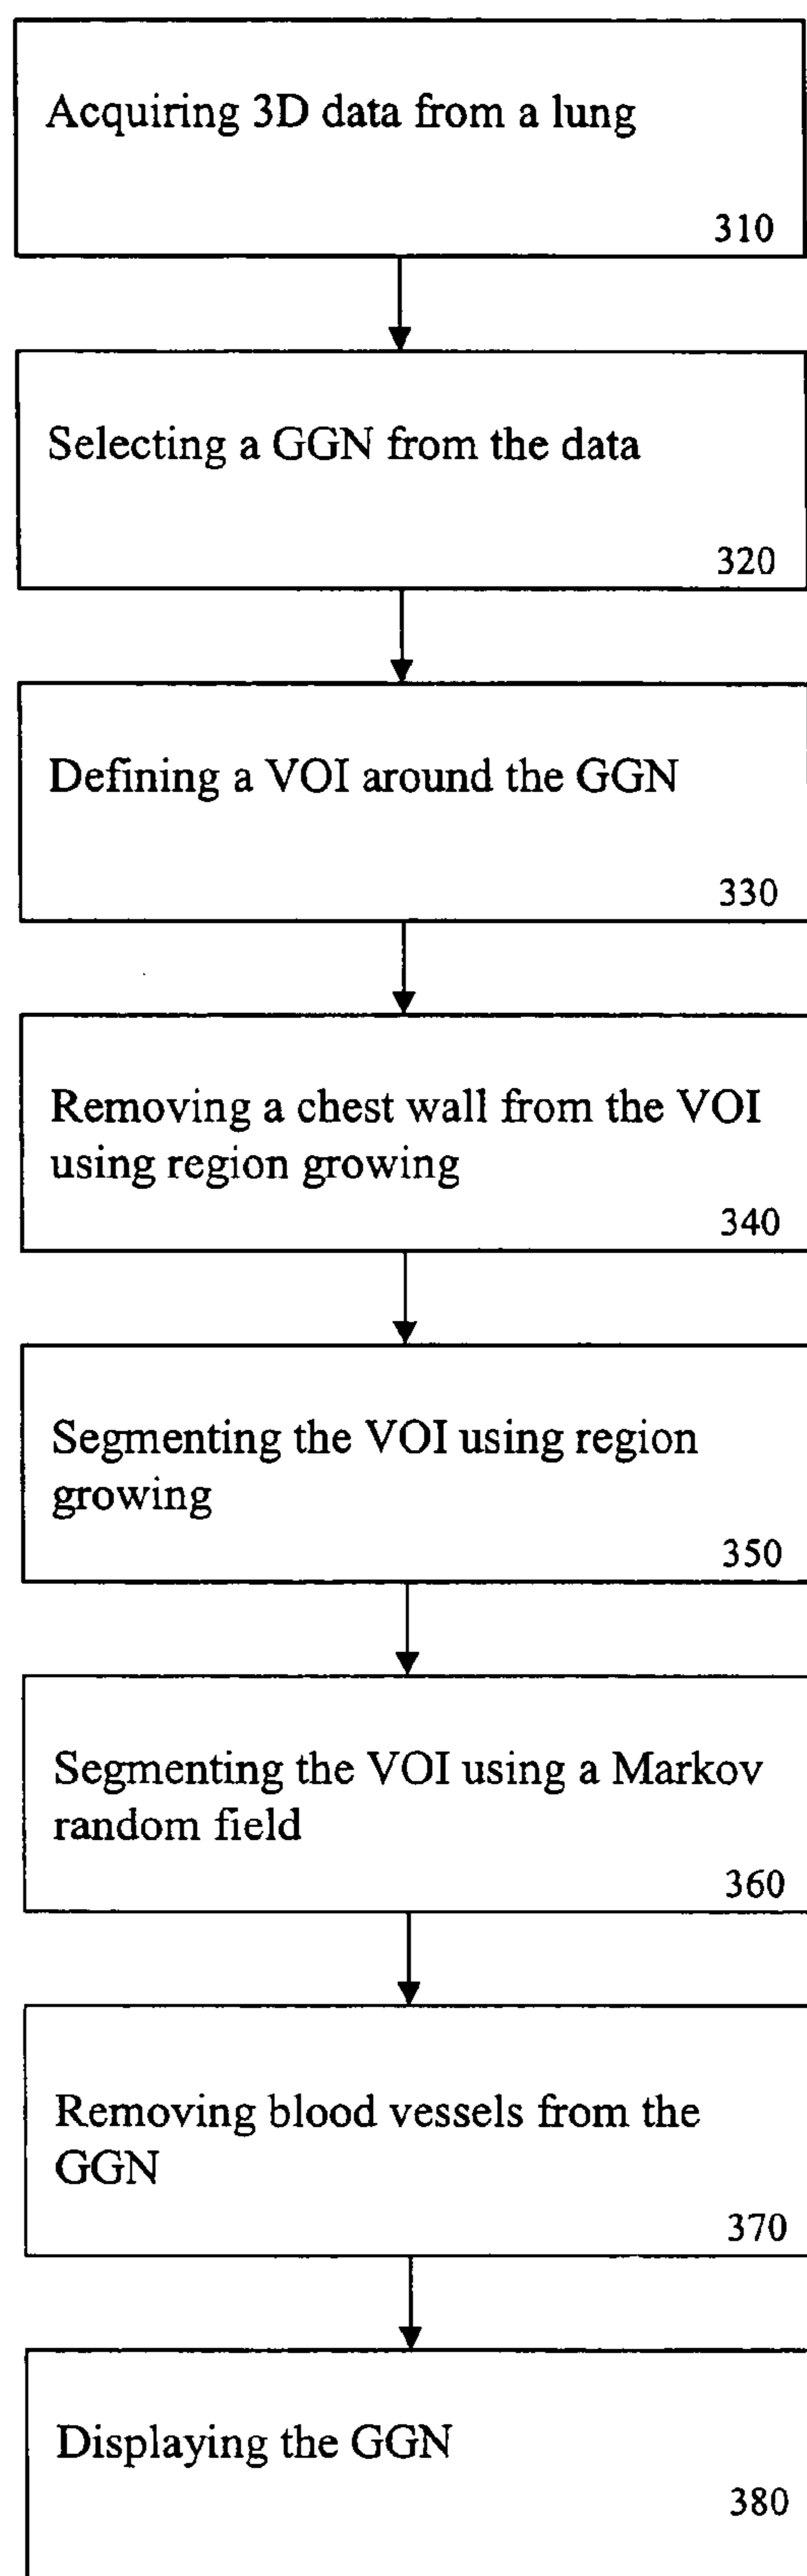 Acquiring 3D data from a lung
310
Selecting a GGN from the data
320
Defining a VOI around the GGN
330
Removing a chest wall from the VOI
using region growing
340
Segmenting the VOI using region
growing
350
Segmenting the VOI using a Markov
random field
360
Removing blood vessels from the
GGN
370
Displaying the GGN
380